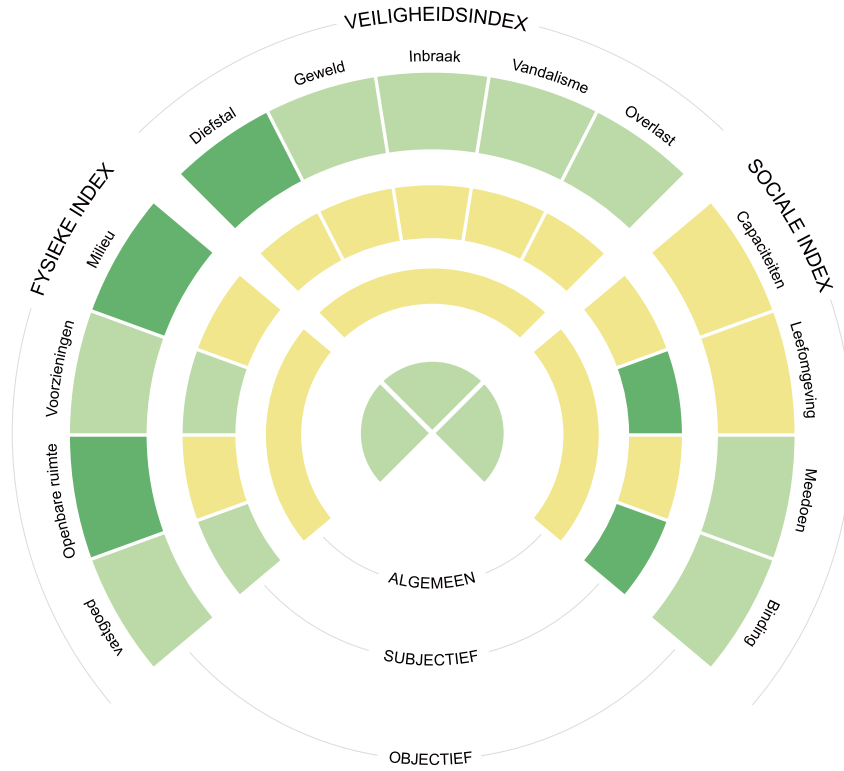 VEILIGHEIDSINDEX
Diefstal
Geweld
Inbraak
Vandalisme
Overlast
FYSIEKE INDEX
Milieu
Voorzieningen
Openbare ruimte
vastgoed
SOCIALE INDEX
Capaciteiten
Leefomgeving
Meedoen
Binding
ALGEMEEN
SUBJECTIEF
OBJECTIEF